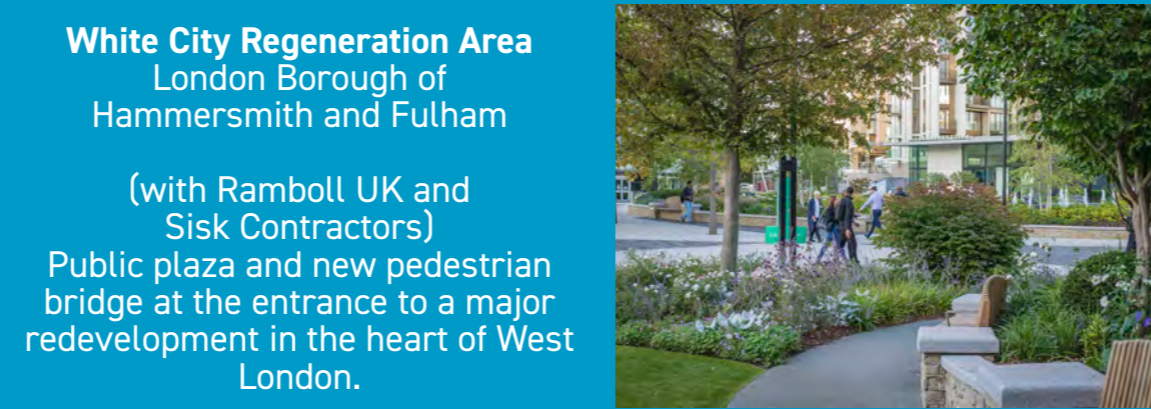 White City Regeneration Area
London Borough of
Hammersmith and Fulham
(with Ramboll UK and
Sisk Contractors)
Public plaza and new pedestrian
bridge at the entrance to a major
redevelopment in the heart of West
London.